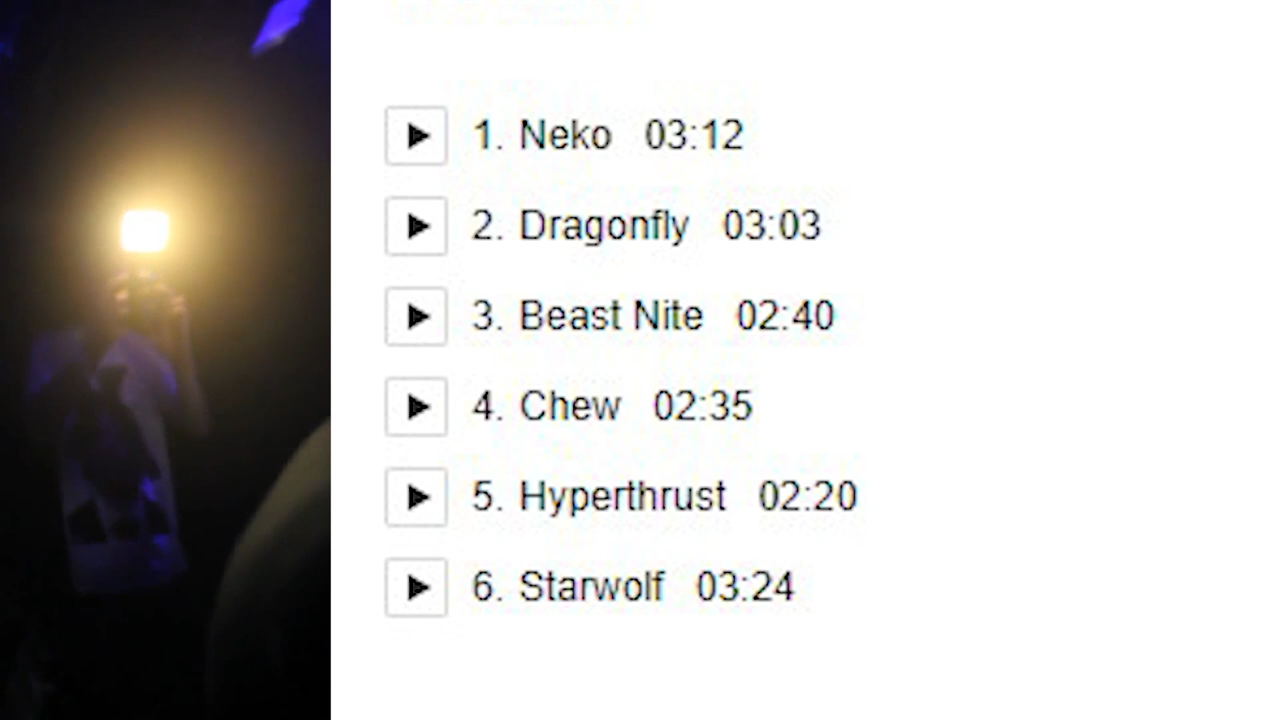 1. Neko 03:12
2. Dragonfly 03:03
3. Beast Nite 02:40
4. Chew 02:35
5. Hyperthrust 02:20
6. Starwolf 03:24